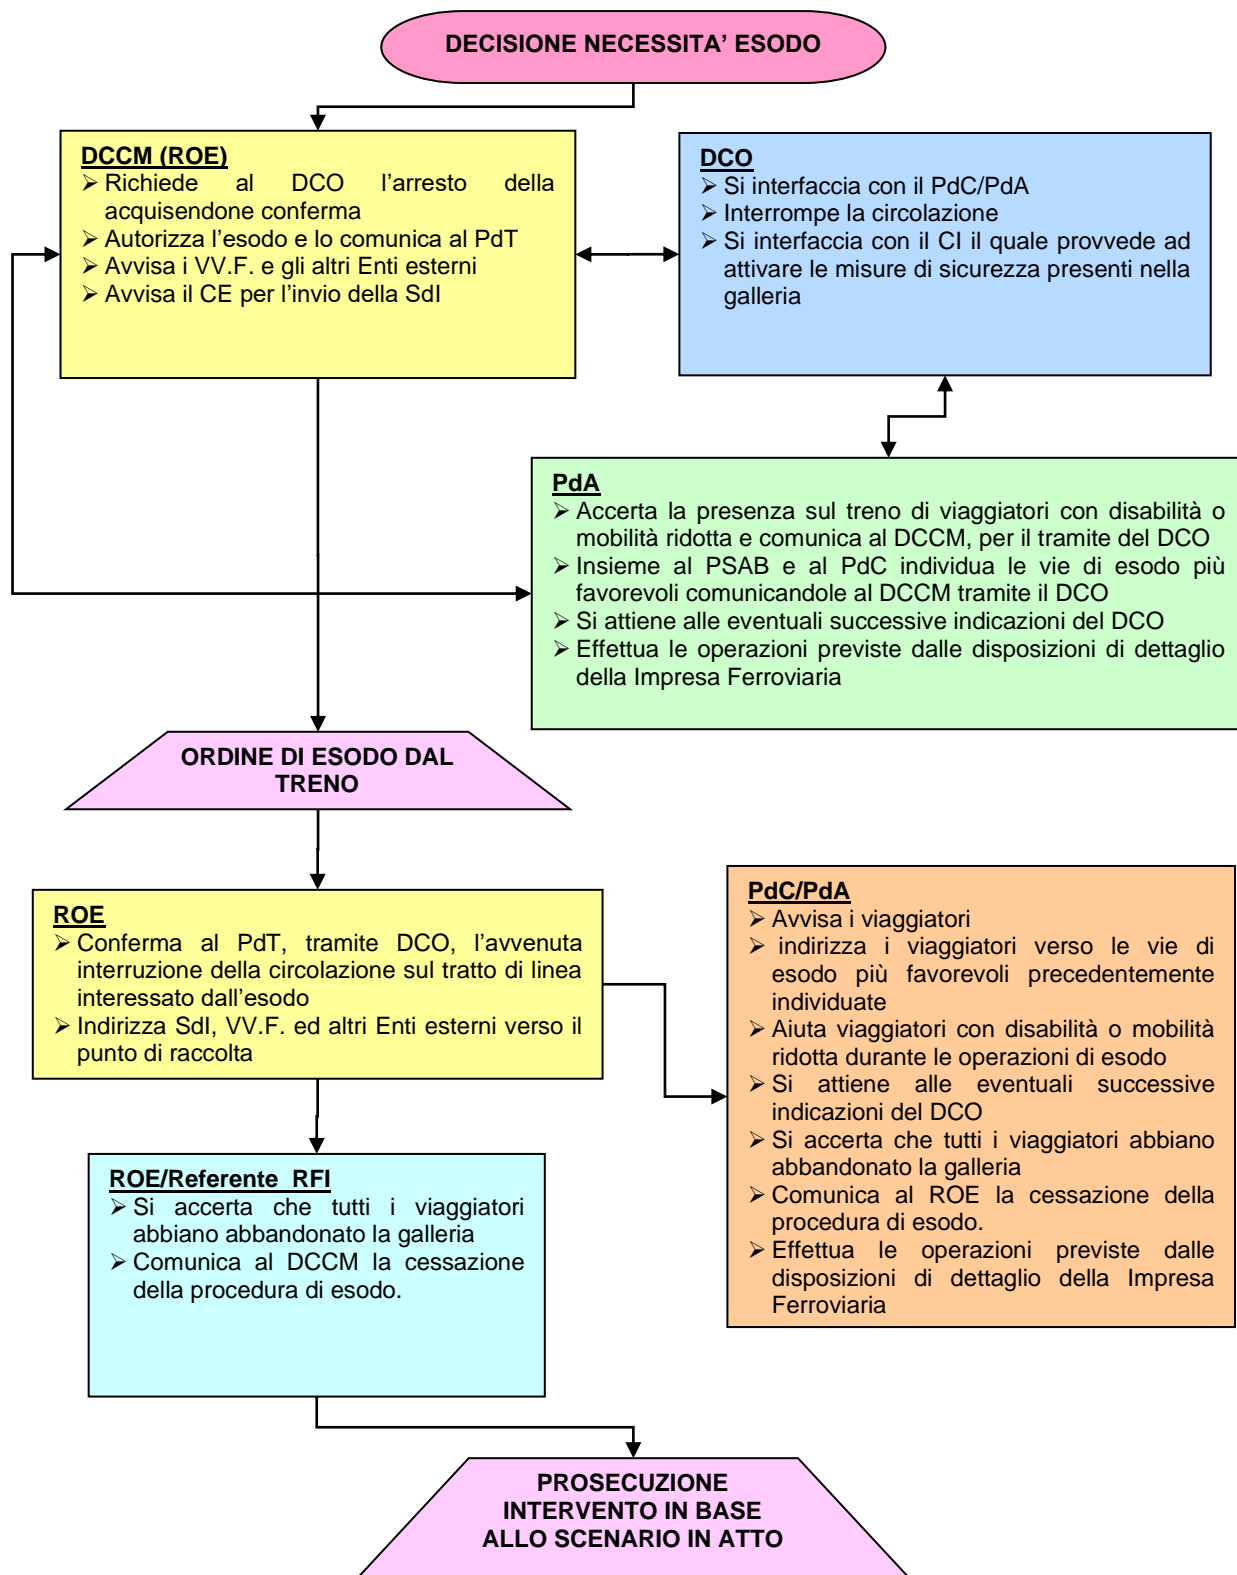 DECISIONE NECESSITA’ ESODO
DCCM (ROE)
➢ Richiede al DCO l’arresto della
acquisendone conferma
➢ Autorizza l’esodo e lo comunica al PdT
➢ Avvisa i VV.F. e gli altri Enti esterni
➢ Avvisa il CE per l’invio della SdI
DCO
➢ Si interfaccia con il PdC/PdA
➢ Interrompe la circolazione
➢ Si interfaccia con il CI il quale provvede ad
attivare le misure di sicurezza presenti nella
galleria
PdA
➢ Accerta la presenza sul treno di viaggiatori con disabilità o
mobilità ridotta e comunica al DCCM, per il tramite del DCO
➢ Insieme al PSAB e al PdC individua le vie di esodo più
favorevoli comunicandole al DCCM tramite il DCO
➢ Si attiene alle eventuali successive indicazioni del DCO
➢ Effettua le operazioni previste dalle disposizioni di dettaglio
della Impresa Ferroviaria
ORDINE DI ESODO DAL
TRENO
ROE
➢ Conferma al PdT, tramite DCO, l’avvenuta
interruzione della circolazione sul tratto di linea
interessato dall’esodo
➢ Indirizza SdI, VV.F. ed altri Enti esterni verso il
punto di raccolta
PdC/PdA
➢ Avvisa i viaggiatori
➢ indirizza i viaggiatori verso le vie di
esodo più favorevoli precedentemente
individuate
➢ Aiuta viaggiatori con disabilità o mobilità
ridotta durante le operazioni di esodo
➢ Si attiene alle eventuali successive
indicazioni del DCO
➢ Si accerta che tutti i viaggiatori abbiano
abbandonato la galleria
➢ Comunica al ROE la cessazione della
procedura di esodo.
➢ Effettua le operazioni previste dalle
disposizioni di dettaglio della Impresa
Ferroviaria
ROE/Referente RFI
➢ Si accerta che tutti i viaggiatori
abbiano abbandonato la galleria
➢ Comunica al DCCM la cessazione
della procedura di esodo.
PROSECUZIONE
INTERVENTO IN BASE
ALLO SCENARIO IN ATTO